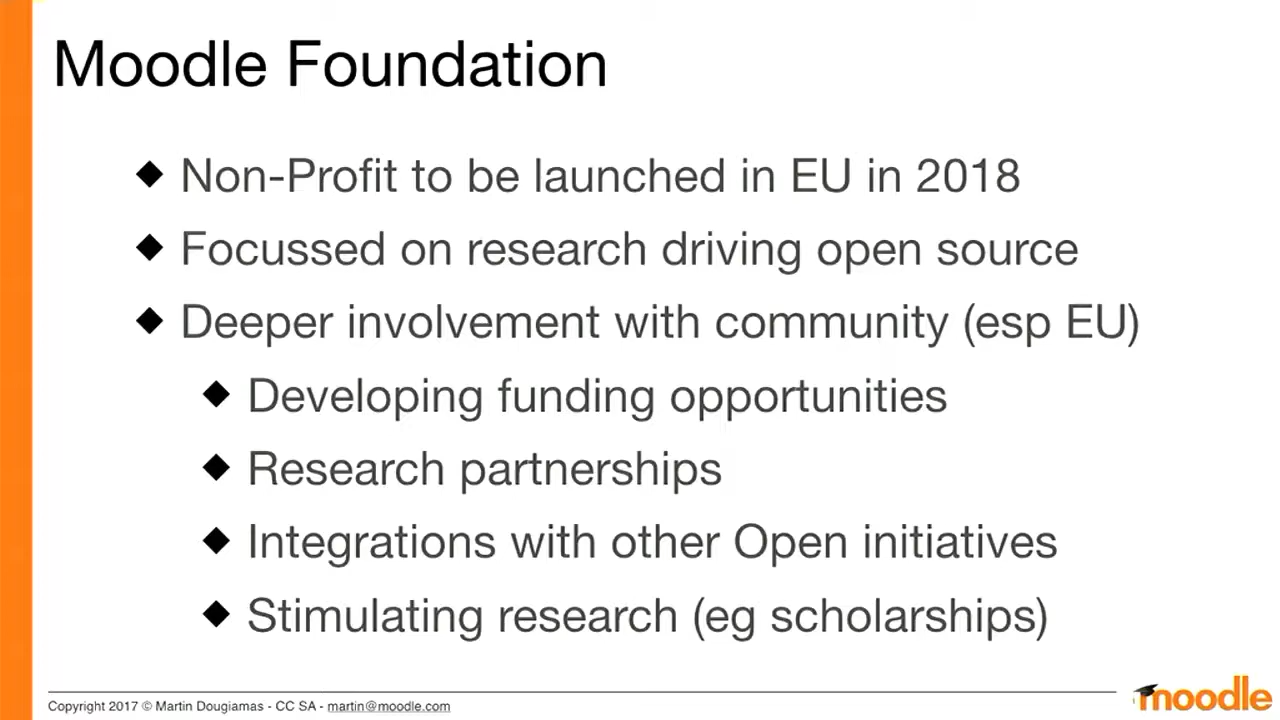 Moodle Foundation
◆ Non-Profit to be launched in EU in 2018
◆ Focussed on research driving open source
◆ Deeper involvement with community (esp EU)
◆ Developing funding opportunities
◆ Research partnerships
◆ Integrations with other Open initiatives
◆ Stimulating research (eg scholarships)
Copyright 2017 © Martin Dougiamas - CC SA - martin@moodle.com
moodle